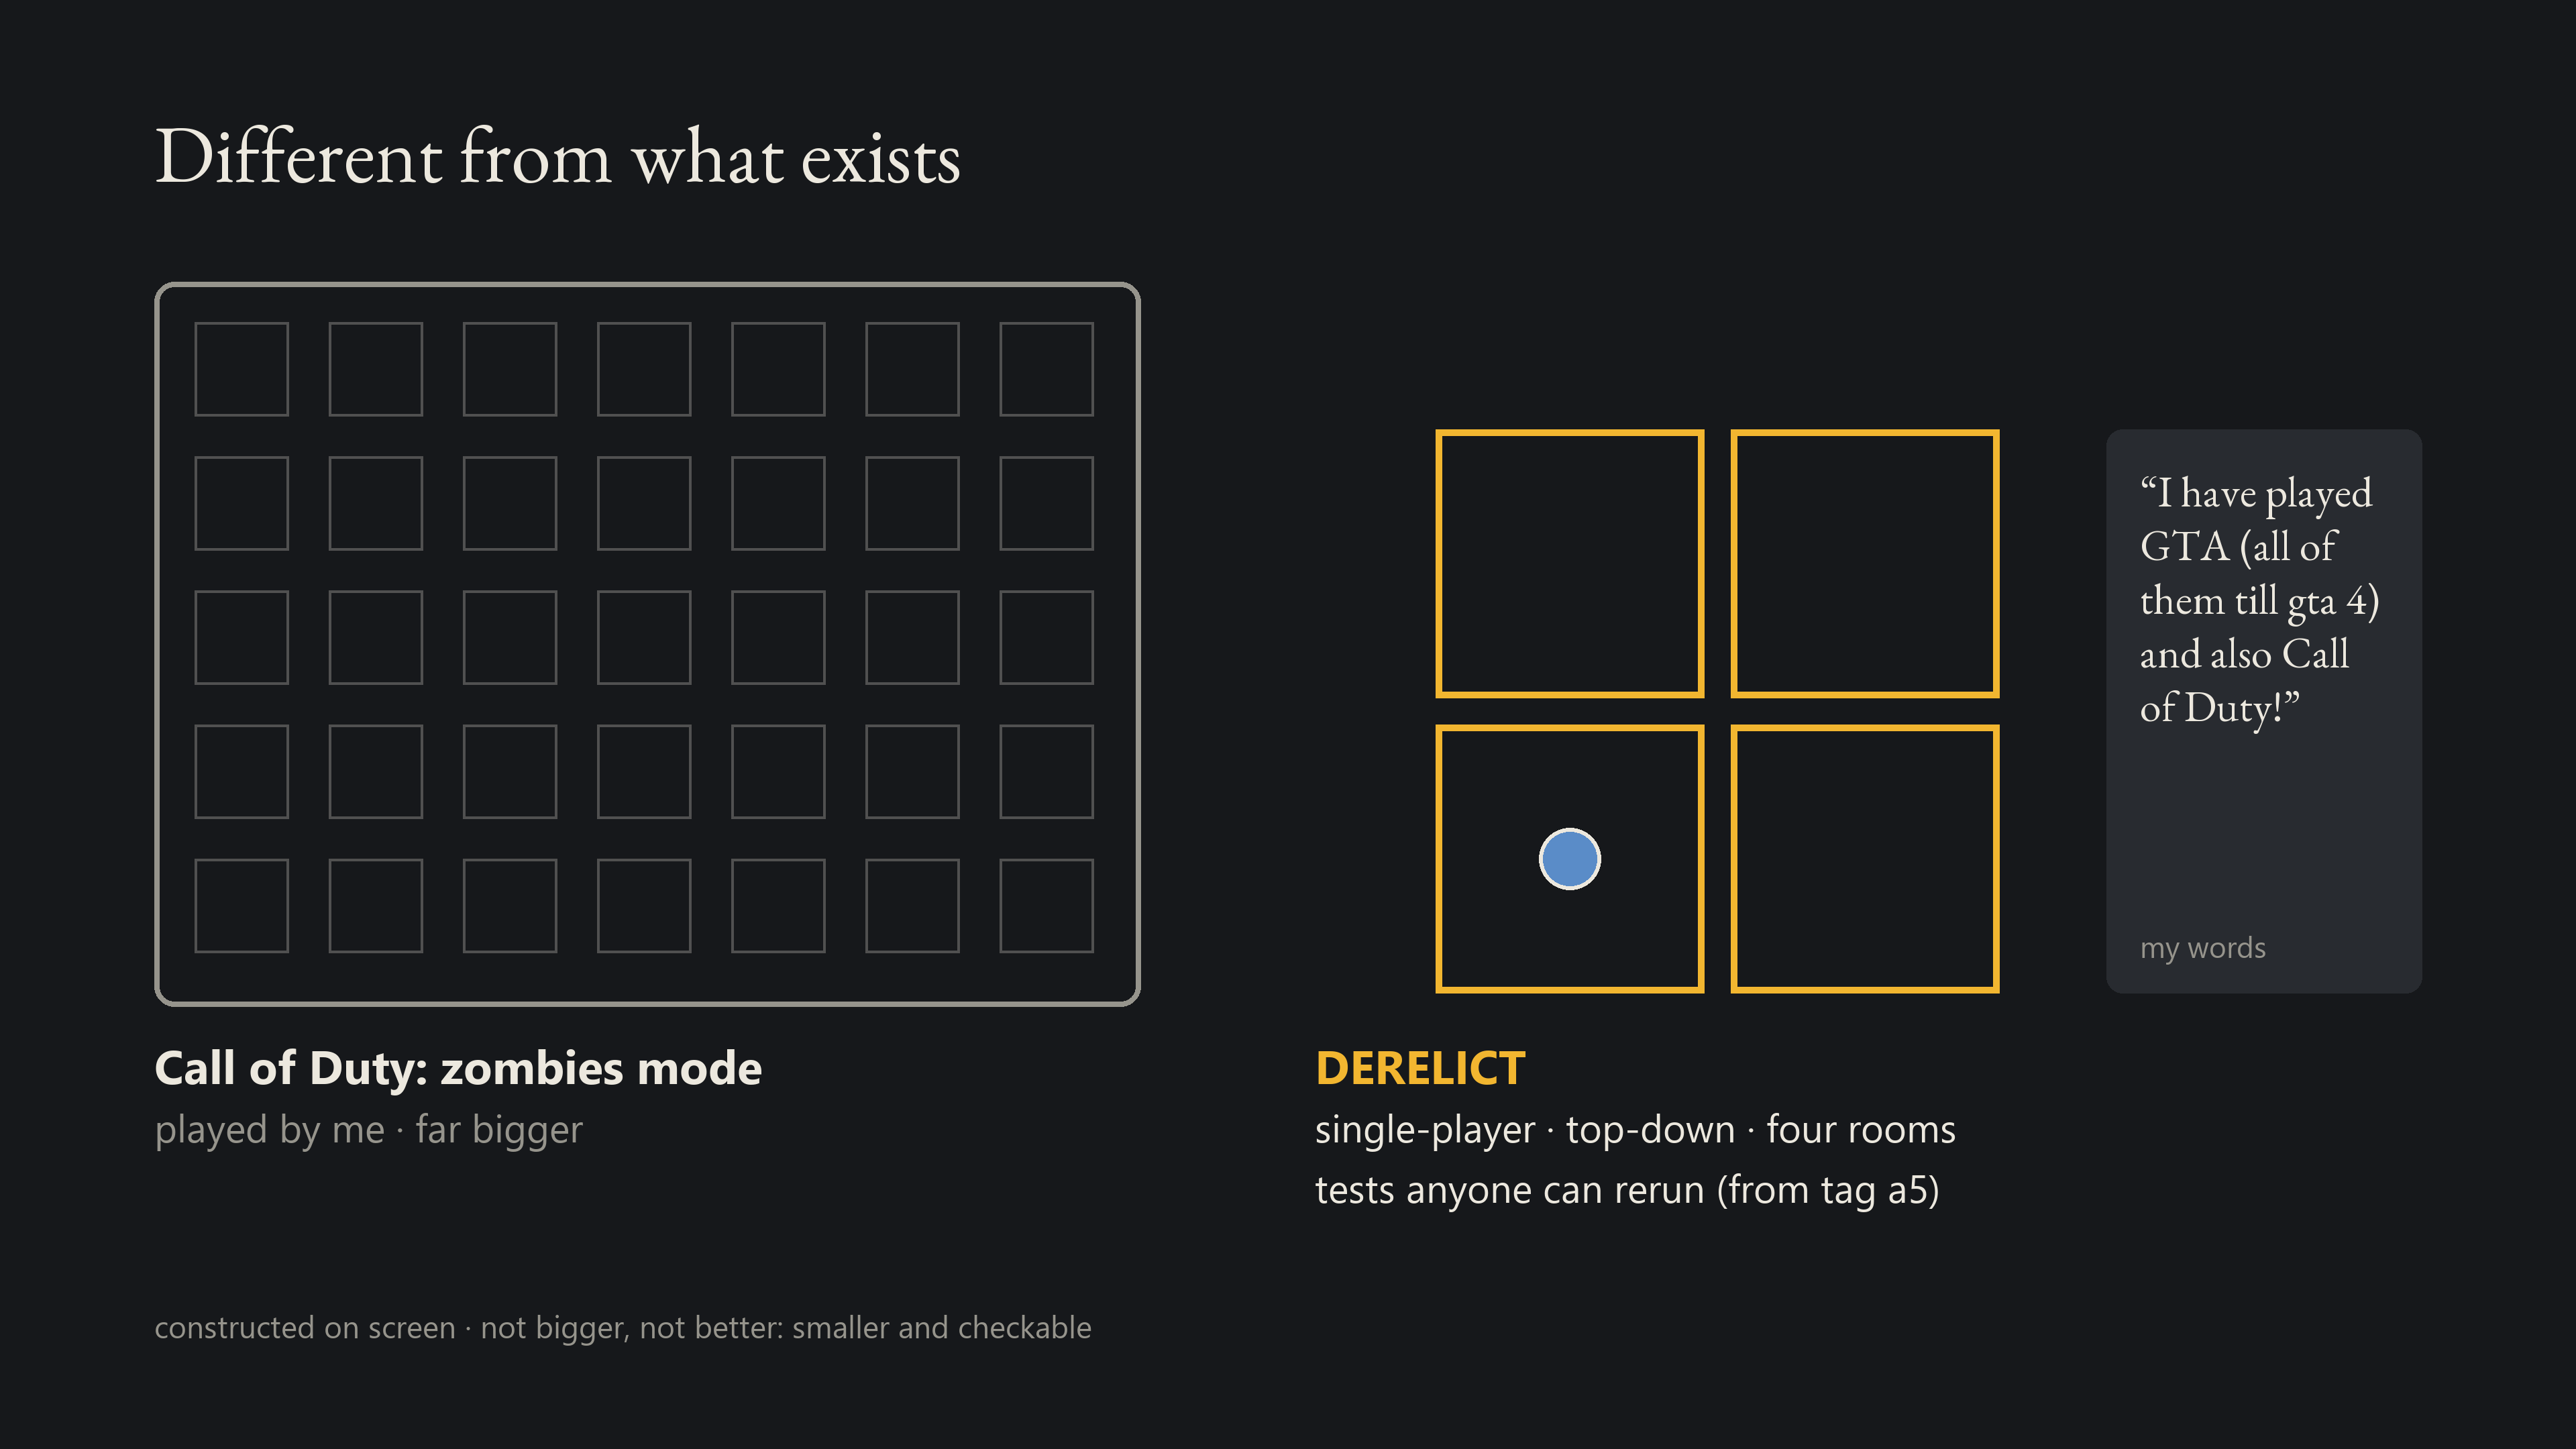 Different from what exists
“I have played
GTA (all of
them till gta 4)
and also Call
of Duty!”
my words
Call of Duty: zombies mode
played by me · far bigger
DERELICT
single-player · top-down · four rooms
tests anyone can rerun (from tag a5)
constructed on screen · not bigger, not better: smaller and checkable